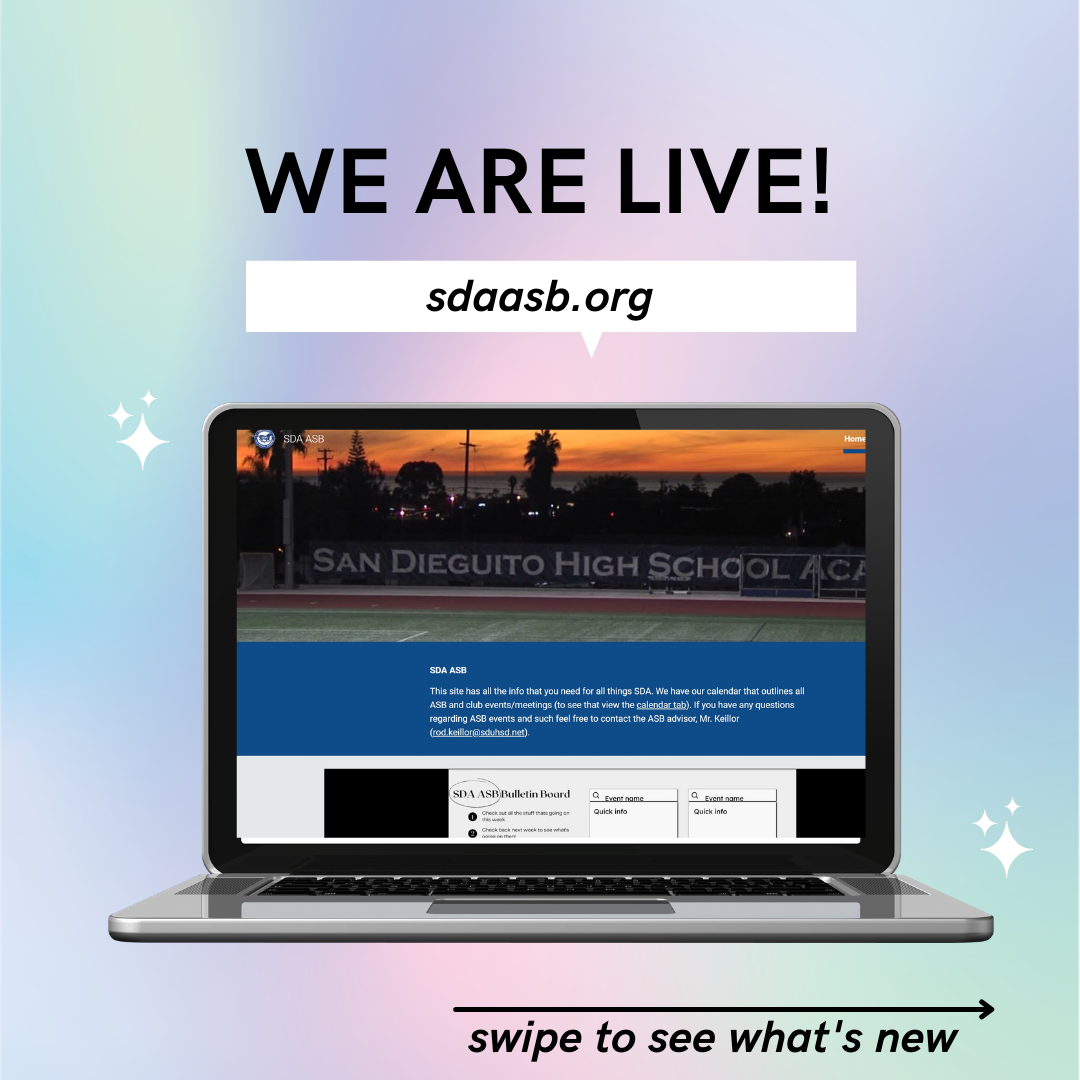 WE ARE LIVE!
sdaasb.org
SDA ASB
Home
SAN DIEGUITO HIGH SCHOOL ACA
SDA ASB
This site has all the info that you need for all things SDA. We have our calendar that outlines all
ASB and club events/meetings (to see that view the calendar tab). If you have any questions
regarding ASB events and such feel free to contact the ASB advisor, Mr. Keillor
(rod.keillor@sduhsd.net).
SDA ASB Bulletin Board
1 Check out all the stuff thats going on
this week
2 Check back next week to see what's
going on then!
Event name
Quick info
Event name
Quick info
swipe to see what's new